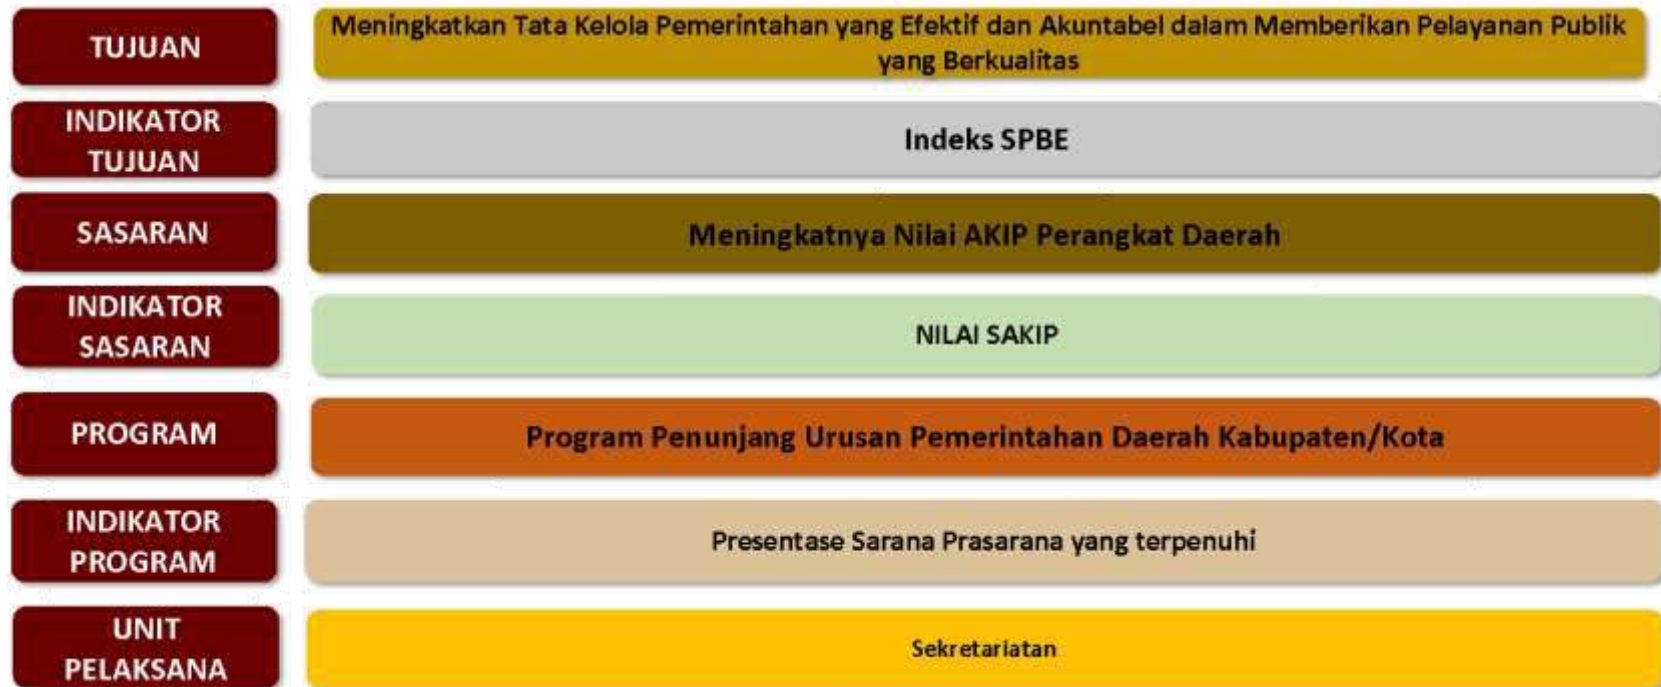 TUJUAN
Meningkatkan Tata Kelola Pemerintahan yang Efektif dan Akuntabel dalam Memberikan Pelayanan Publik
yang Berkualitas
INDIKATOR
TUJUAN
Indeks SPBE
SASARAN
Meningkatnya Nilai AKIP Perangkat Daerah
INDIKATOR
SASARAN
NILAI SAKIP
PROGRAM
Program Penunjang Urusan Pemerintahan Daerah Kabupaten/Kota
INDIKATOR
PROGRAM
Presentase Sarana Prasarana yang terpenuhi
UNIT
PELAKSANA
Sekretariatan